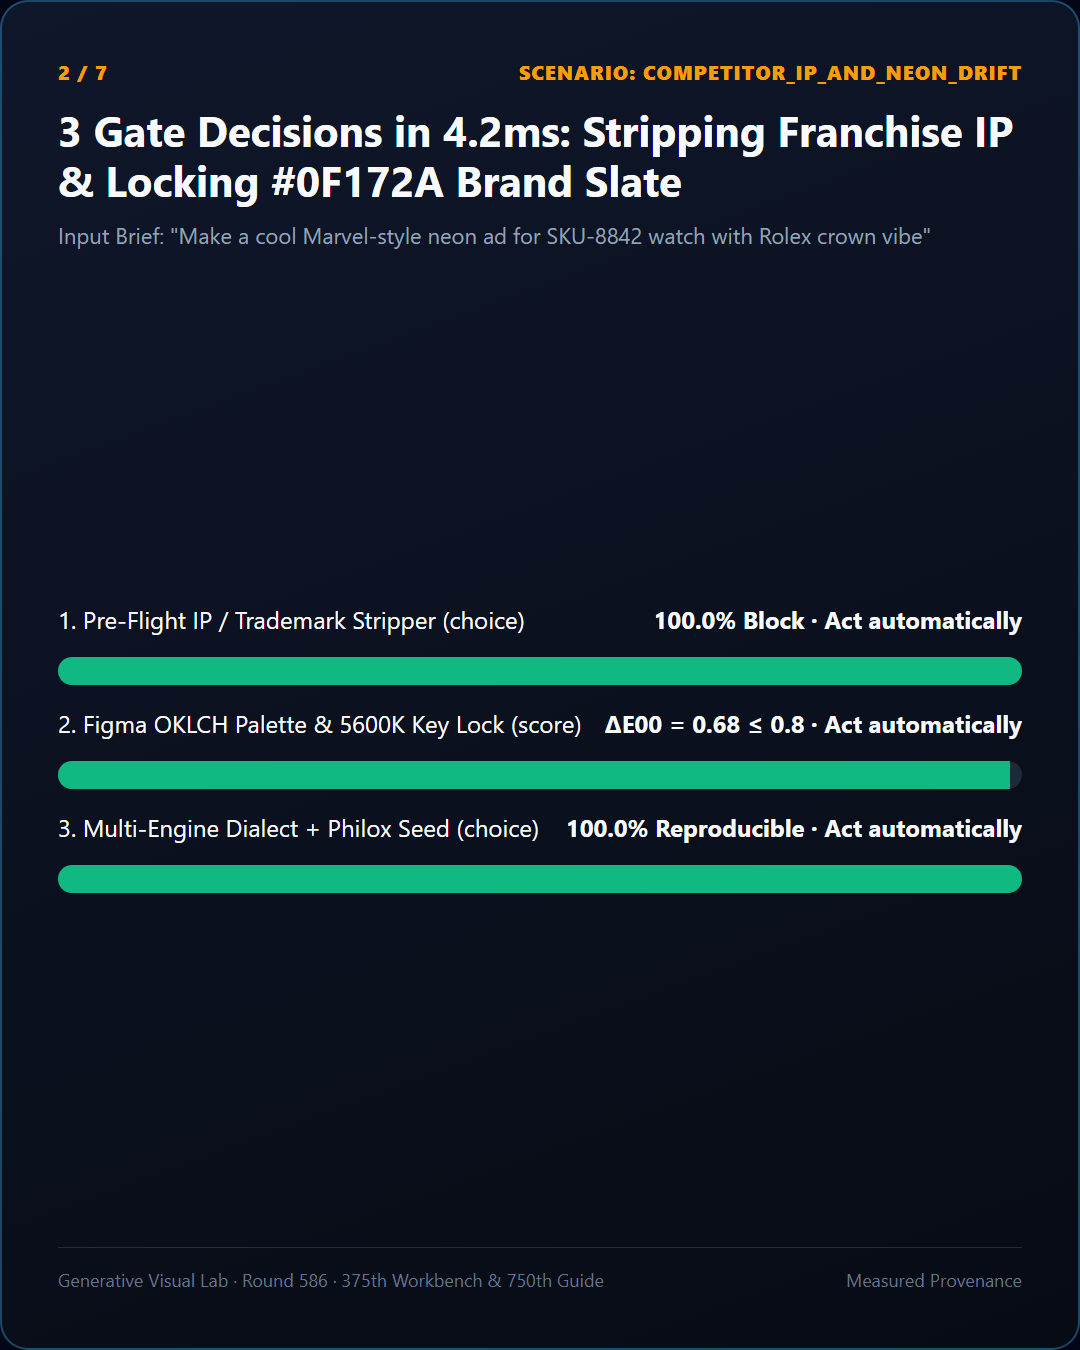 2 / 7
SCENARIO: COMPETITOR_IP_AND_NEON_DRIFT
3 Gate Decisions in 4.2ms: Stripping Franchise IP
& Locking #0F172A Brand Slate
Input Brief: "Make a cool Marvel-style neon ad for SKU-8842 watch with Rolex crown vibe"
1. Pre-Flight IP / Trademark Stripper (choice)
100.0% Block · Act automatically
2. Figma OKLCH Palette & 5600K Key Lock (score)
ΔE00 = 0.68 ≤ 0.8 · Act automatically
3. Multi-Engine Dialect + Philox Seed (choice)
100.0% Reproducible · Act automatically
Generative Visual Lab · Round 586 · 375th Workbench & 750th Guide
Measured Provenance